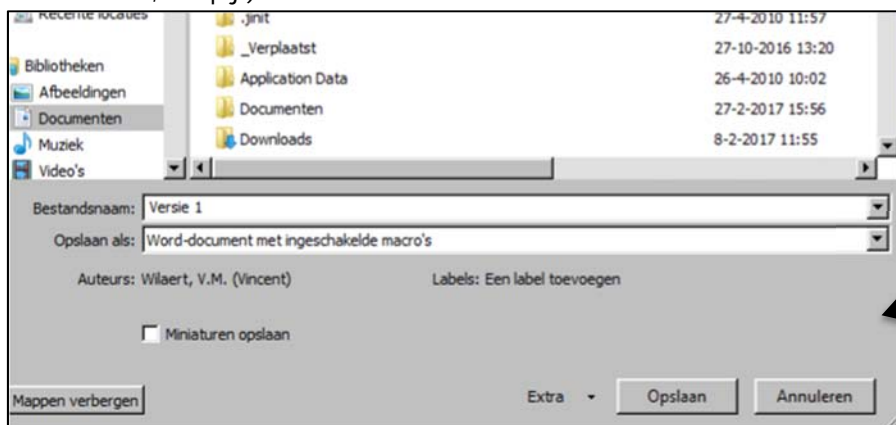 Recente locaties
.jinit 27-4-2010 11:57
_Verplaatst 27-10-2016 13:20
Bibliotheken
Application Data 26-4-2010 10:02
Afbeeldingen
Documenten 27-2-2017 15:56
Documenten
Downloads 8-2-2017 11:55
Muziek
Video's
Bestandsnaam: Versie 1
Opslaan als: Word-document met ingeschakelde macro's
Auteurs: Wilaert, V.M. (Vincent) Labels: Een label toevoegen
Miniaturen opslaan
Mappen verbergen Extra Opslaan Annuleren